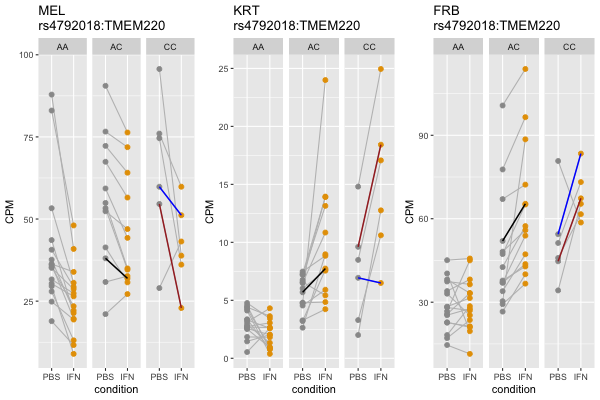 MEL
rs4792018:TMEM220
AA AC CC
CPM
100
75
50
25
PBS IFN PBS IFN PBS IFN
condition
KRT
rs4792018:TMEM220
AA AC CC
CPM
25
20
15
10
5
0
PBS IFN PBS IFN PBS IFN
condition
FRB
rs4792018:TMEM220
AA AC CC
CPM
90
60
30
PBS IFN PBS IFN PBS IFN
condition